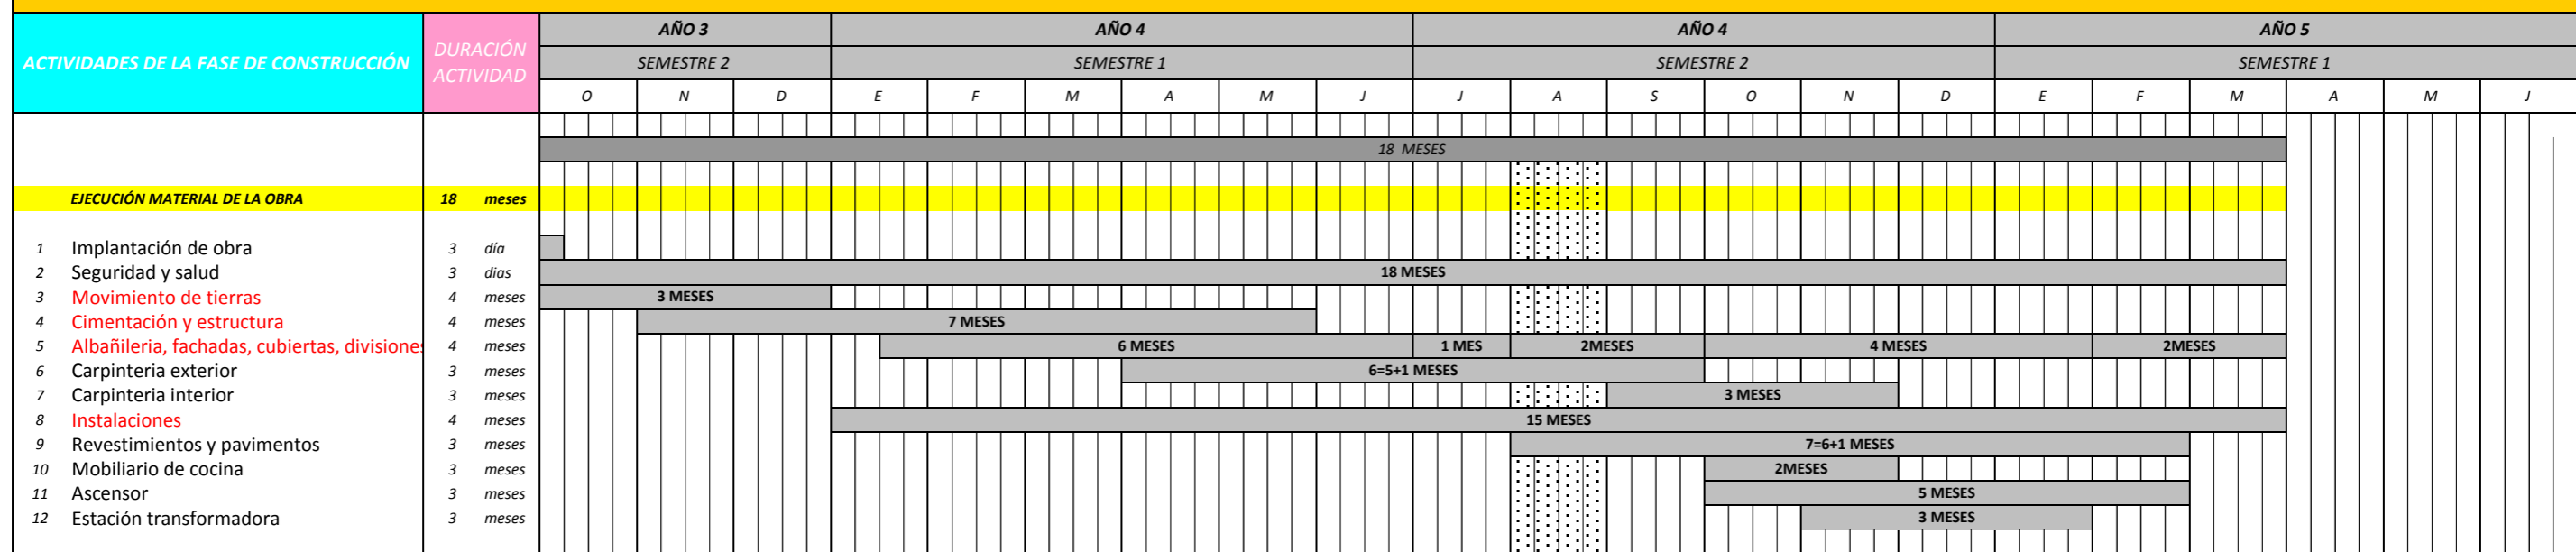 ACTIVIDADES DE LA FASE DE CONSTRUCCIÓN
DURACIÓN
ACTIVIDAD
AÑO 3 AÑO 4 AÑO 4 AÑO 5
SEMESTRE 2 SEMESTRE 1 SEMESTRE 2 SEMESTRE 1
O N D E F M A M J J A S O N D E F M A M J
18 MESES
EJECUCIÓN MATERIAL DE LA OBRA 18 meses
1 Implantación de obra 3 día
2 Seguridad y salud 3 dias 18 MESES
3 Movimiento de tierras 4 meses 3 MESES
4 Cimentación y estructura 4 meses 7 MESES
5 Albañileria, fachadas, cubiertas, divisiones 4 meses 6 MESES 1 MES 2MESES 4 MESES 2MESES
6 Carpinteria exterior 3 meses 6=5+1 MESES
7 Carpinteria interior 3 meses 3 MESES
8 Instalaciones 4 meses 15 MESES
9 Revestimientos y pavimentos 3 meses 7=6+1 MESES
10 Mobiliario de cocina 3 meses 2MESES
11 Ascensor 3 meses 5 MESES
12 Estación transformadora 3 meses 3 MESES